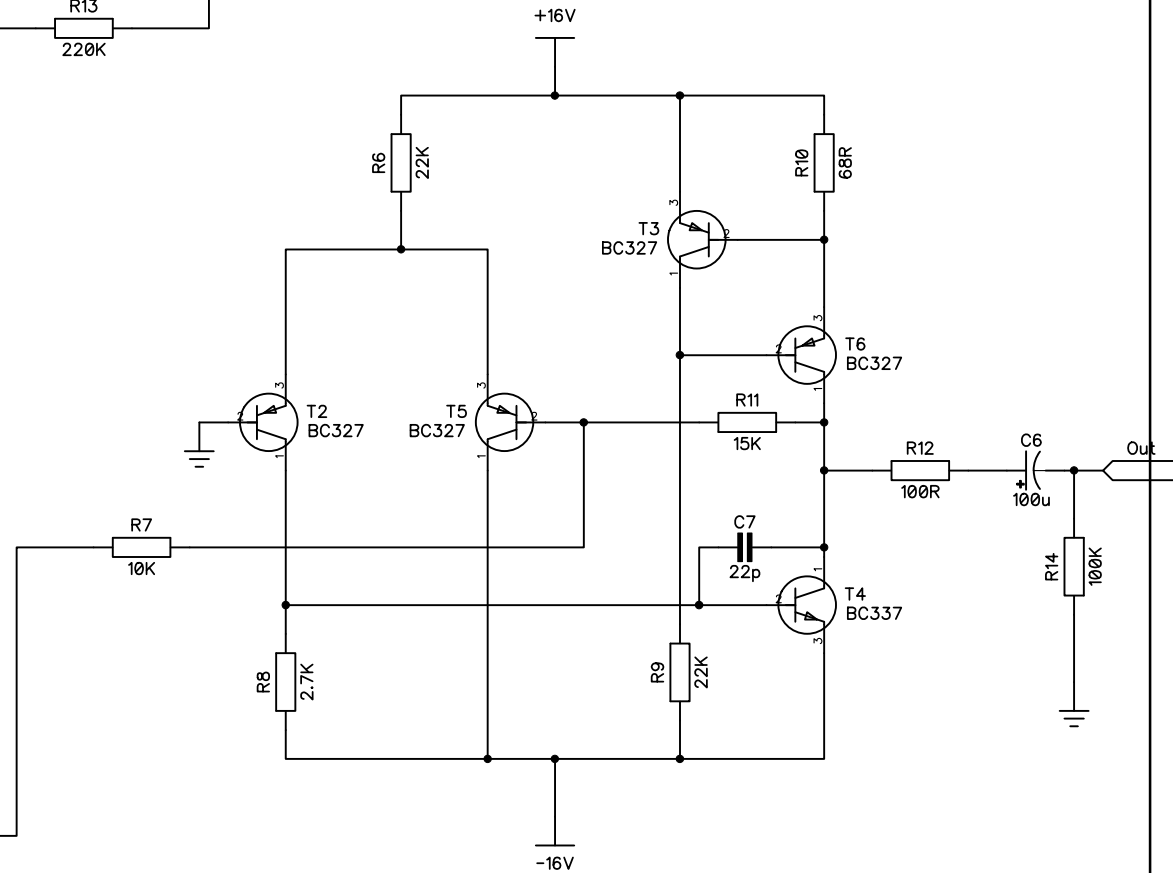 R13
220K
+16V
R6
22K
R10
68R
3
T3
BC327
2
1
3
T6
BC327
2
1
3
T2
BC327
2
1
3
T5
BC327
2
1
R11
15K
R12
100R
C6
+
100u
Out
R7
10K
C7
22p
R14
100K
1
T4
BC337
2
3
R8
2.7K
R9
22K
-16V